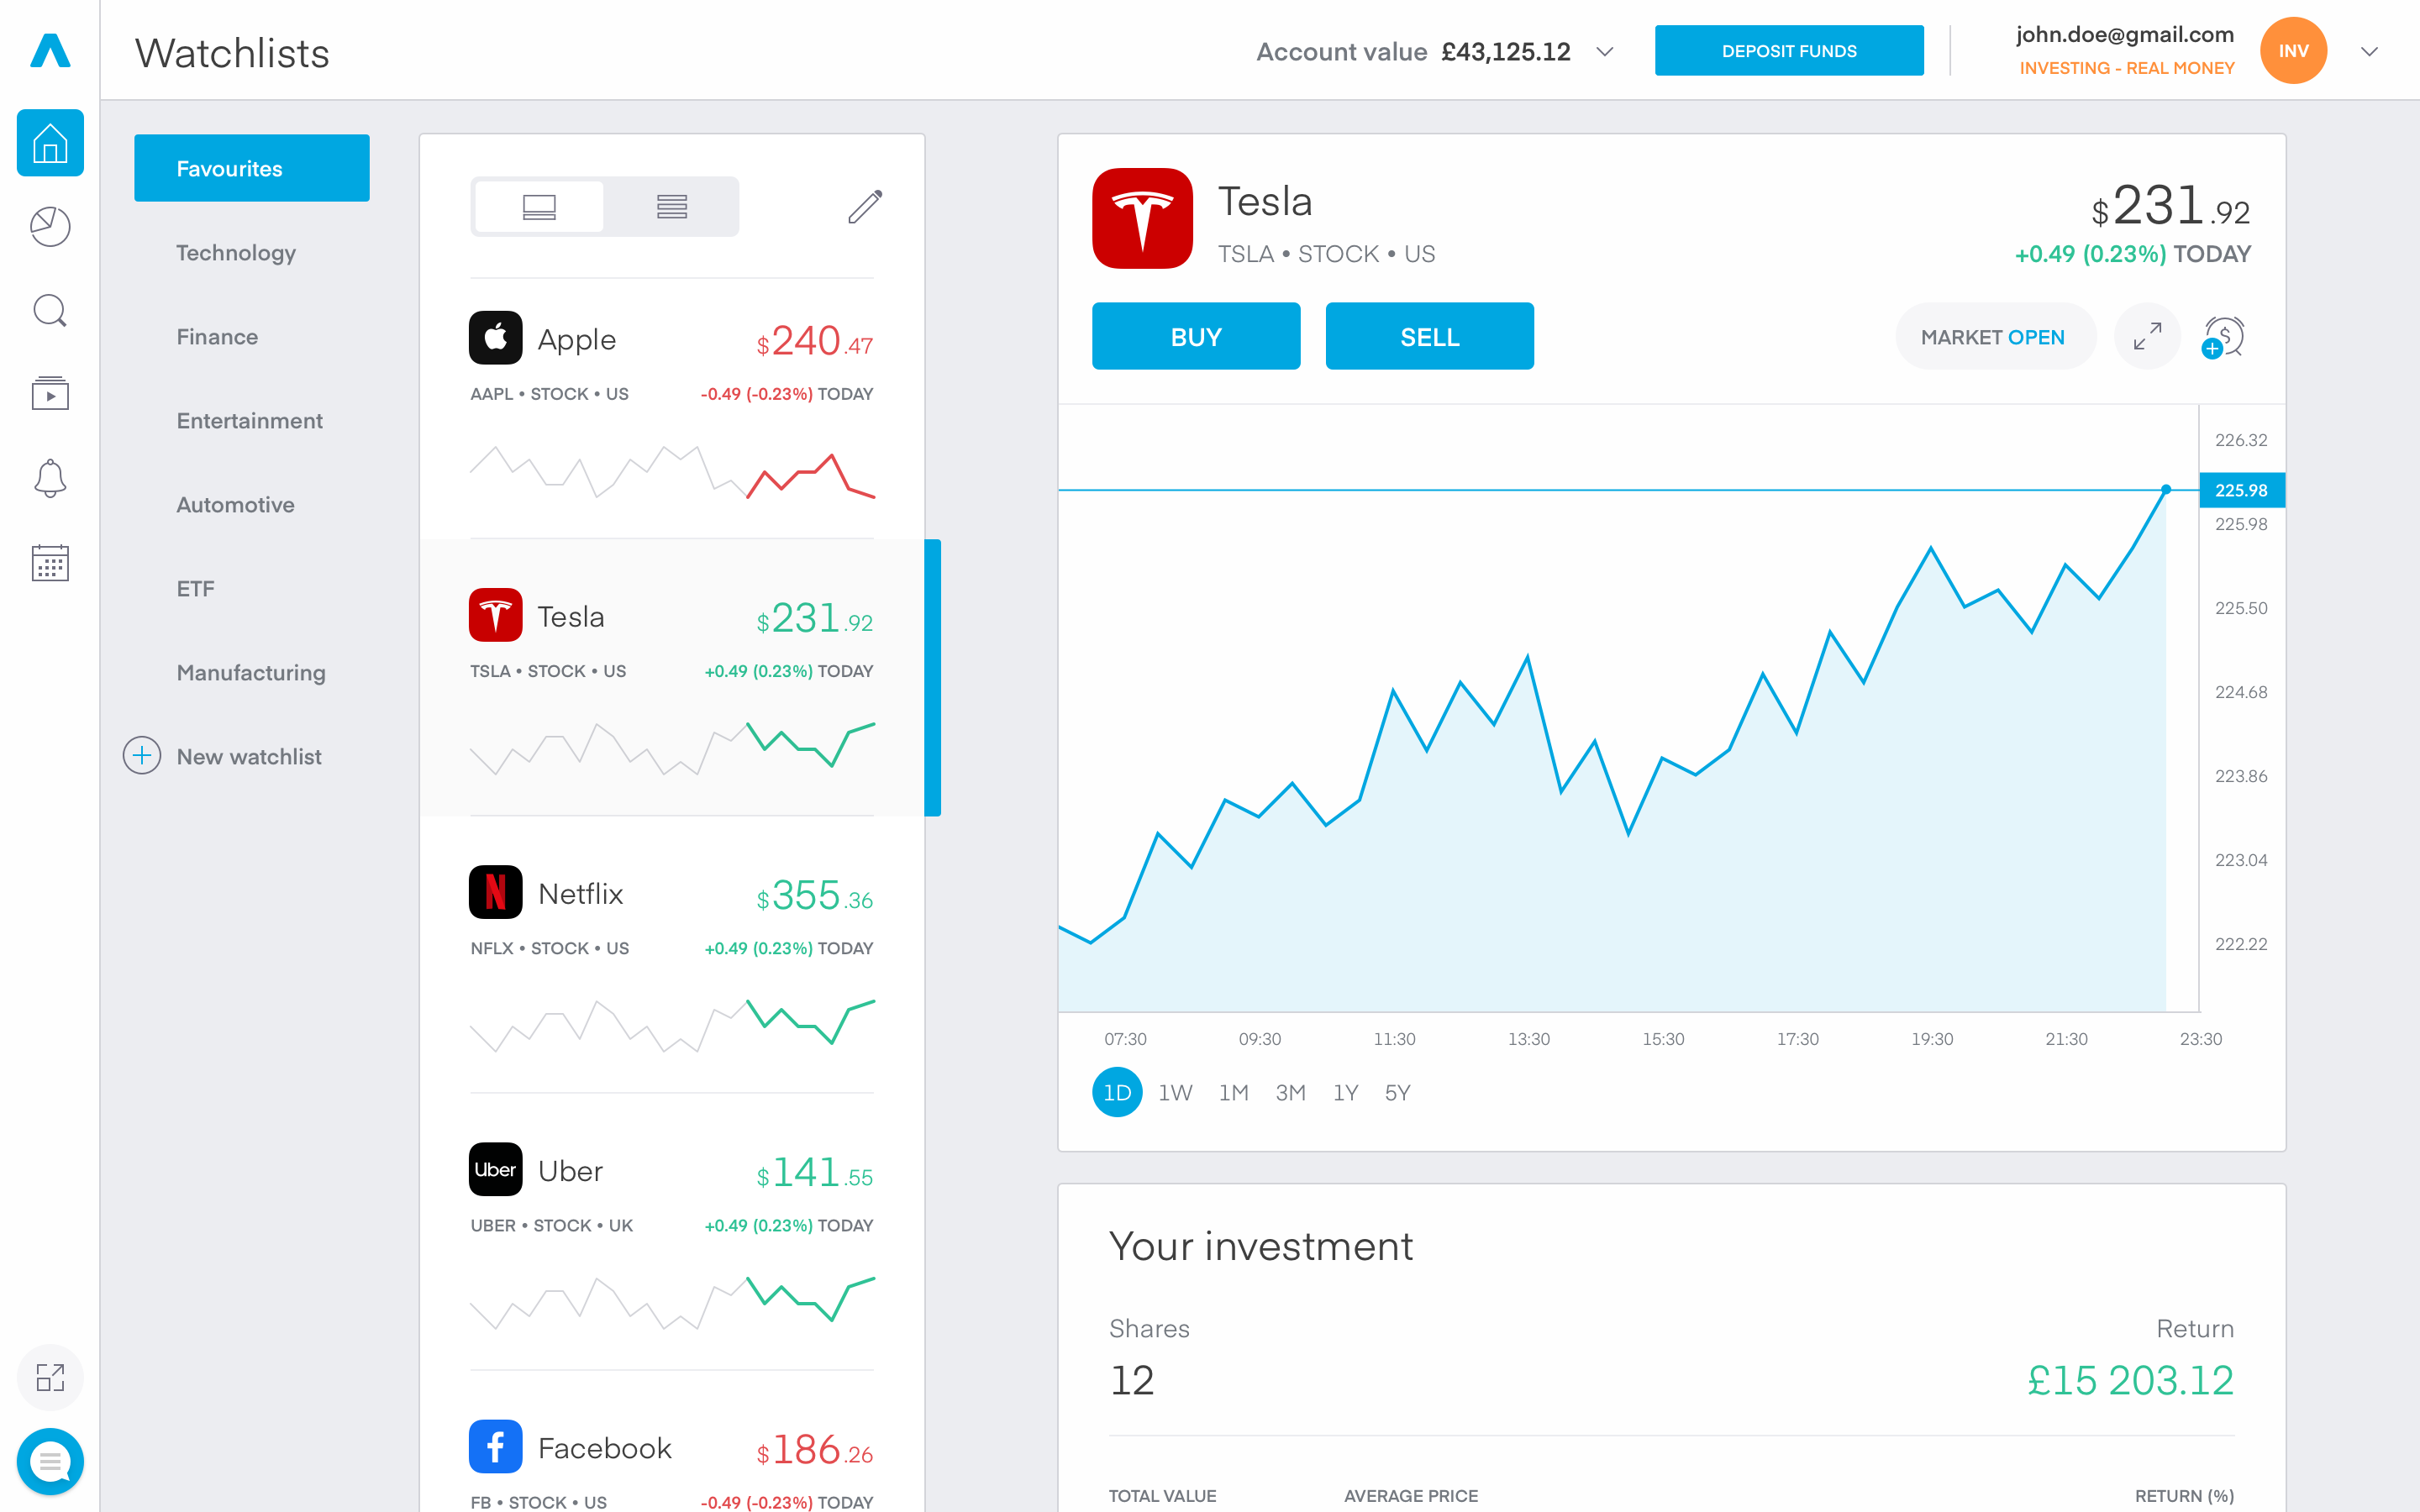 Watchlists
Account value £43,125.12
DEPOSIT FUNDS
john.doe@gmail.com
INVESTING - REAL MONEY
INV
Favourites
Technology
Finance
Entertainment
Automotive
ETF
Manufacturing
New watchlist
Apple
$240.47
AAPL • STOCK • US
-0.49 (-0.23%) TODAY
Tesla
$231.92
TSLA • STOCK • US
+0.49 (0.23%) TODAY
Netflix
$355.36
NFLX • STOCK • US
+0.49 (0.23%) TODAY
Uber
Uber
$141.55
UBER • STOCK • UK
+0.49 (0.23%) TODAY
Facebook
$186.26
FB • STOCK • US
-0.49 (-0.23%) TODAY
Tesla
TSLA • STOCK • US
$231.92
+0.49 (0.23%) TODAY
BUY
SELL
MARKET OPEN
226.32
225.98
225.98
225.50
224.68
223.86
223.04
222.22
07:30 09:30 11:30 13:30 15:30 17:30 19:30 21:30 23:30
1D 1W 1M 3M 1Y 5Y
Your investment
Shares
12
Return
£15 203.12
TOTAL VALUE
AVERAGE PRICE
RETURN (%)